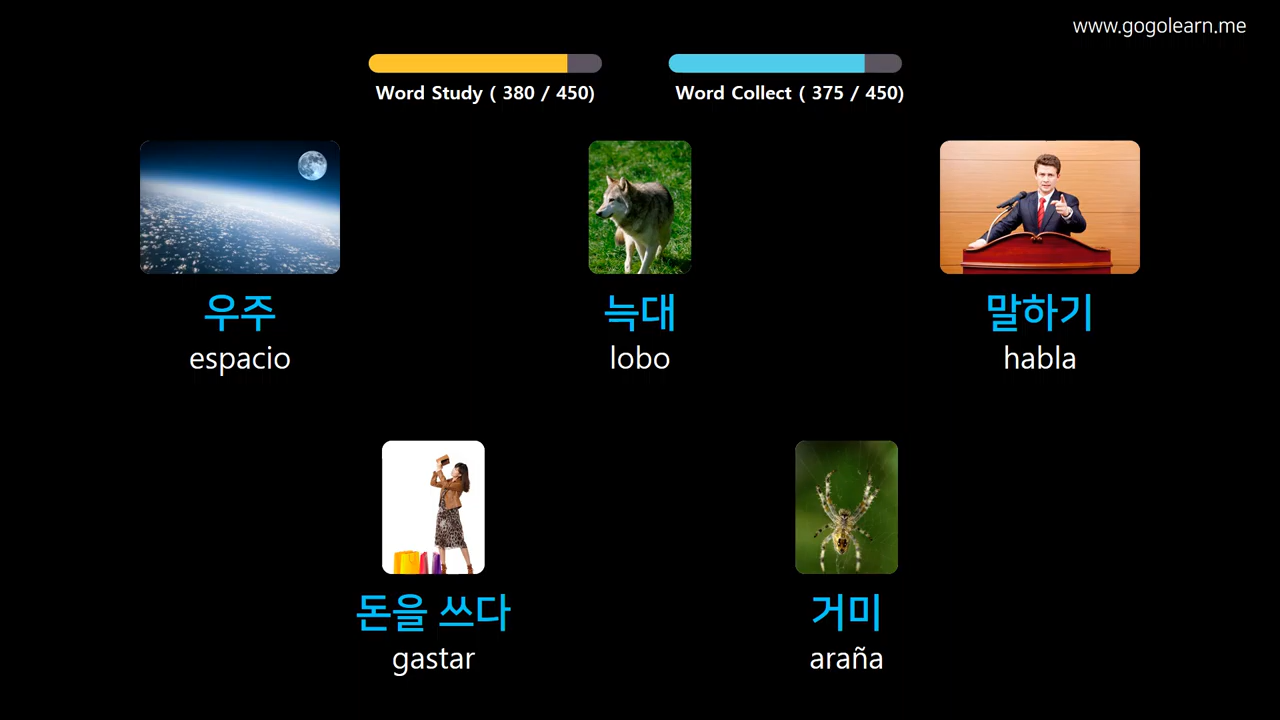 www.gogolearn.me
Word Study ( 380 / 450)
Word Collect ( 375 / 450)
우주
espacio
늑대
lobo
말하기
habla
돈을 쓰다
gastar
거미
araña